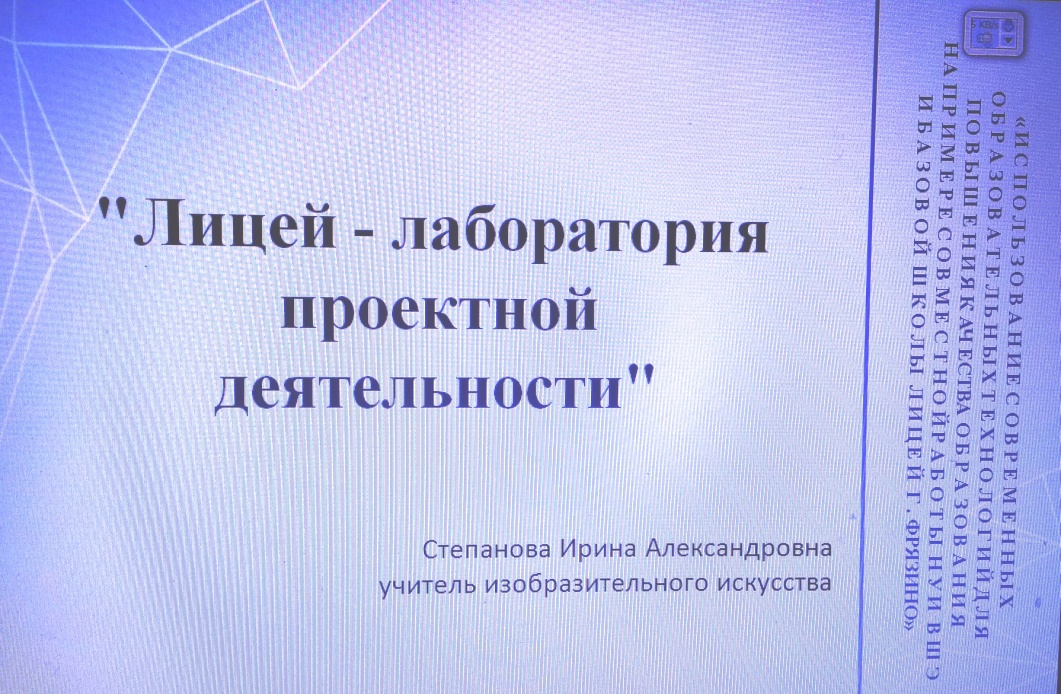 "Лицей - лаборатория
проектной
деятельности"
Степанова Ирина Александровна
учитель изобразительного искусства
«ИСПОЛЬЗОВАНИЕ СОВРЕМЕННЫХ
ОБРАЗОВАТЕЛЬНЫХ ТЕХНОЛОГИЙ ДЛЯ
ПОВЫШЕНИЯ КАЧЕСТВА ОБРАЗОВАНИЯ
НА ПРИМЕРЕ СОВМЕСТНОЙ РАБОТЫ НУИ ВШЭ
И БАЗОВОЙ ШКОЛЫ ЛИЦЕЙ Г. ФРЯЗИНО»